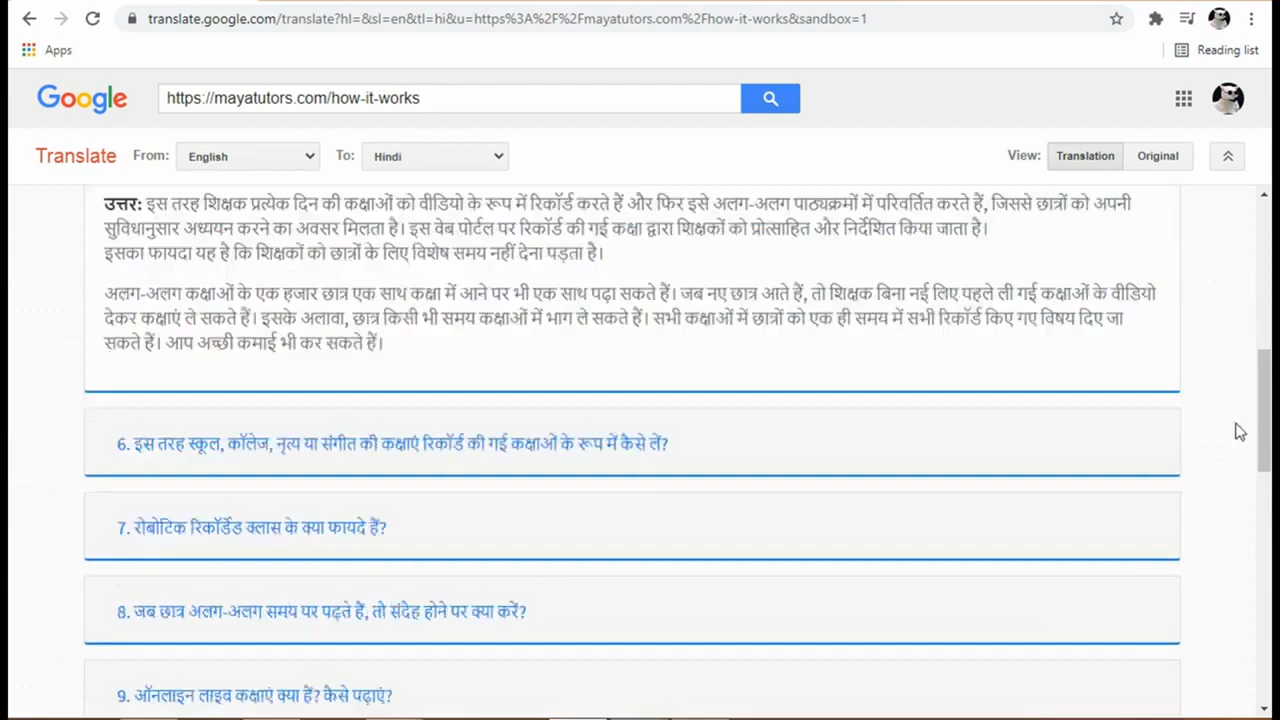 translate.google.com/translate?hl=&sl=en&tl=hi&u=https%3A%2F%2Fmayatutors.com%2Fhow-it-works&sandbox=1
Apps
Reading list
Google
https://mayatutors.com/how-it-works
Translate From: English To: Hindi View: Translation Original
उत्तर: इस तरह शिक्षक प्रत्येक दिन की कक्षाओं को वीडियो के रूप में रिकॉर्ड करते हैं और फिर इसे अलग-अलग पाठ्यक्रमों में परिवर्तित करते हैं, जिससे छात्रों को अपनी
सुविधानुसार अध्ययन करने का अवसर मिलता है। इस वेब पोर्टल पर रिकॉर्ड की गई कक्षा द्वारा शिक्षकों को प्रोत्साहित और निर्देशित किया जाता है।
इसका फायदा यह है कि शिक्षकों को छात्रों के लिए विशेष समय नहीं देना पड़ता है।
अलग-अलग कक्षाओं के एक हजार छात्र एक साथ कक्षा में आने पर भी एक साथ पढ़ा सकते हैं। जब नए छात्र आते हैं, तो शिक्षक बिना नई लिए पहले ली गई कक्षाओं के वीडियो
देकर कक्षाएं ले सकते हैं। इसके अलावा, छात्र किसी भी समय कक्षाओं में भाग ले सकते हैं। सभी कक्षाओं में छात्रों को एक ही समय में सभी रिकॉर्ड किए गए विषय दिए जा
सकते हैं। आप अच्छी कमाई भी कर सकते हैं।
6. इस तरह स्कूल, कॉलेज, नृत्य या संगीत की कक्षाएं रिकॉर्ड की गई कक्षाओं के रूप में कैसे लें?
7. रोबोटिक रिकॉर्डेड क्लास के क्या फायदे हैं?
8. जब छात्र अलग-अलग समय पर पढ़ते हैं, तो संदेह होने पर क्या करें?
9. ऑनलाइन लाइव कक्षाएं क्या हैं? कैसे पढ़ाएं?